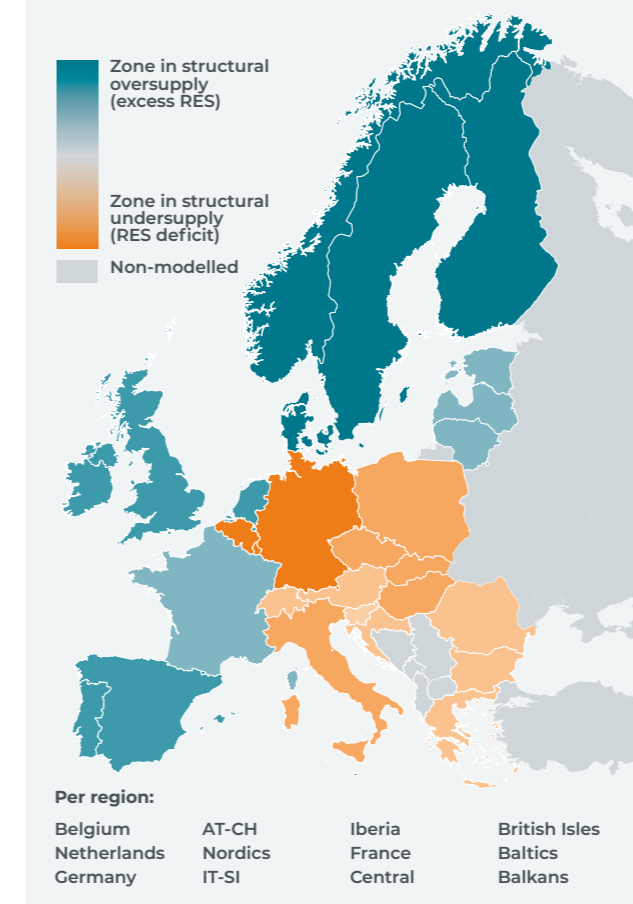 Zone in structural
oversupply
(excess RES)
Zone in structural
undersupply
(RES deficit)
Non-modelled
Per region:
Belgium
Netherlands
Germany
AT-CH
Nordics
IT-SI
Iberia
France
Central
British Isles
Baltics
Balkans